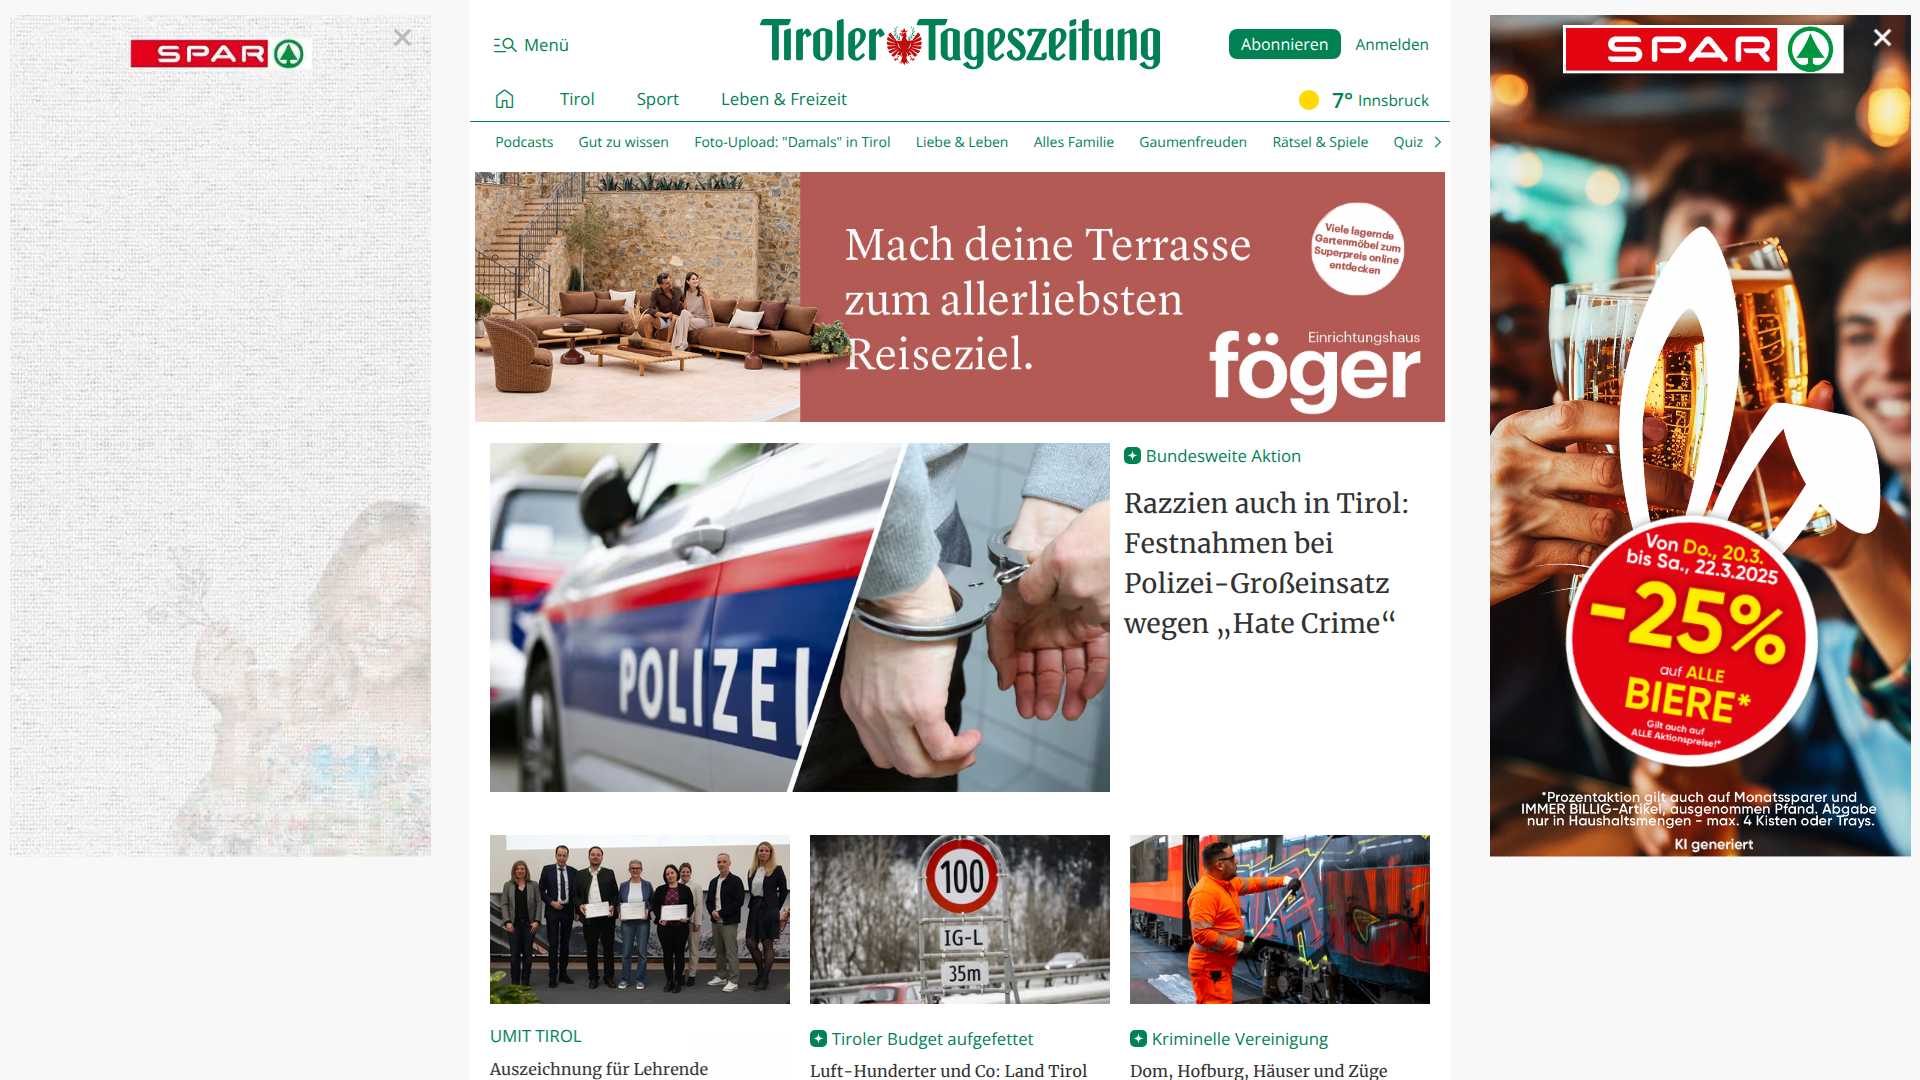 SPAR
Menü
Tiroler Tageszeitung
Abonnieren
Anmelden
Tirol
Sport
Leben & Freizeit
7° Innsbruck
Podcasts
Gut zu wissen
Foto-Upload: "Damals" in Tirol
Liebe & Leben
Alles Familie
Gaumenfreuden
Rätsel & Spiele
Quiz
Mach deine Terrasse
zum allerliebsten
Reiseziel.
Viele lagernde
Gartenmöbel zum
Superpreis online
entdecken
Einrichtungshaus
föger
POLIZEI
Bundesweite Aktion
Razzien auch in Tirol:
Festnahmen bei
Polizei-Großeinsatz
wegen „Hate Crime“
100
IG-L
35m
UMIT TIROL
Auszeichnung für Lehrende
Tiroler Budget aufgefettet
Luft-Hunderter und Co: Land Tirol
Kriminelle Vereinigung
Dom, Hofburg, Häuser und Züge
SPAR
Von Do., 20.3.
bis Sa., 22.3.2025
-25%
auf ALLE
BIERE*
Gilt auch auf
ALLE Aktionspreise!*
*Prozentaktion gilt auch auf Monatssparer und
IMMER BILLIG-Artikel, ausgenommen Pfand. Abgabe
nur in Haushaltsmengen - max. 4 Kisten oder Trays.
KI generiert